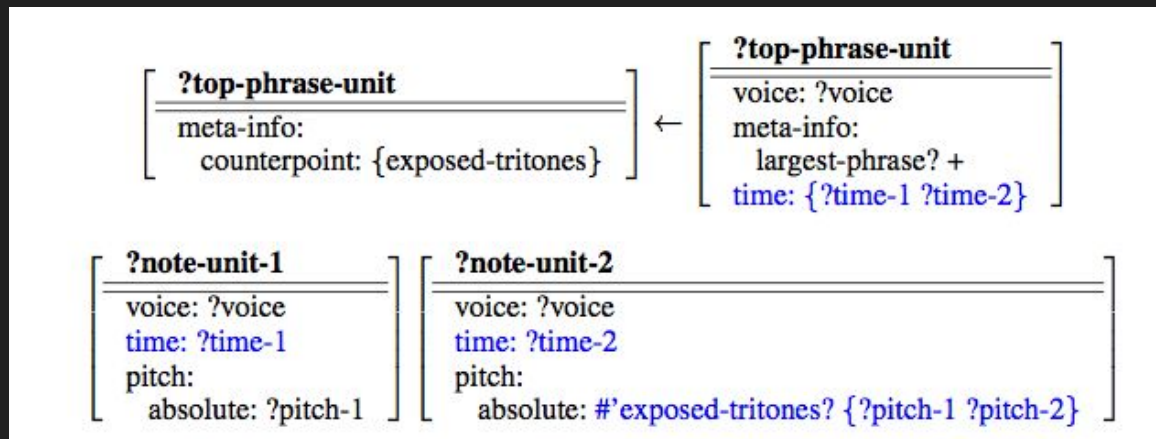 ?top-phrase-unit
meta-info:
counterpoint: {exposed-tritones}
←
?top-phrase-unit
voice: ?voice
meta-info:
largest-phrase? +
time: {?time-1 ?time-2}
?note-unit-1
voice: ?voice
time: ?time-1
pitch:
absolute: ?pitch-1
?note-unit-2
voice: ?voice
time: ?time-2
pitch:
absolute: #’exposed-tritones? {?pitch-1 ?pitch-2}